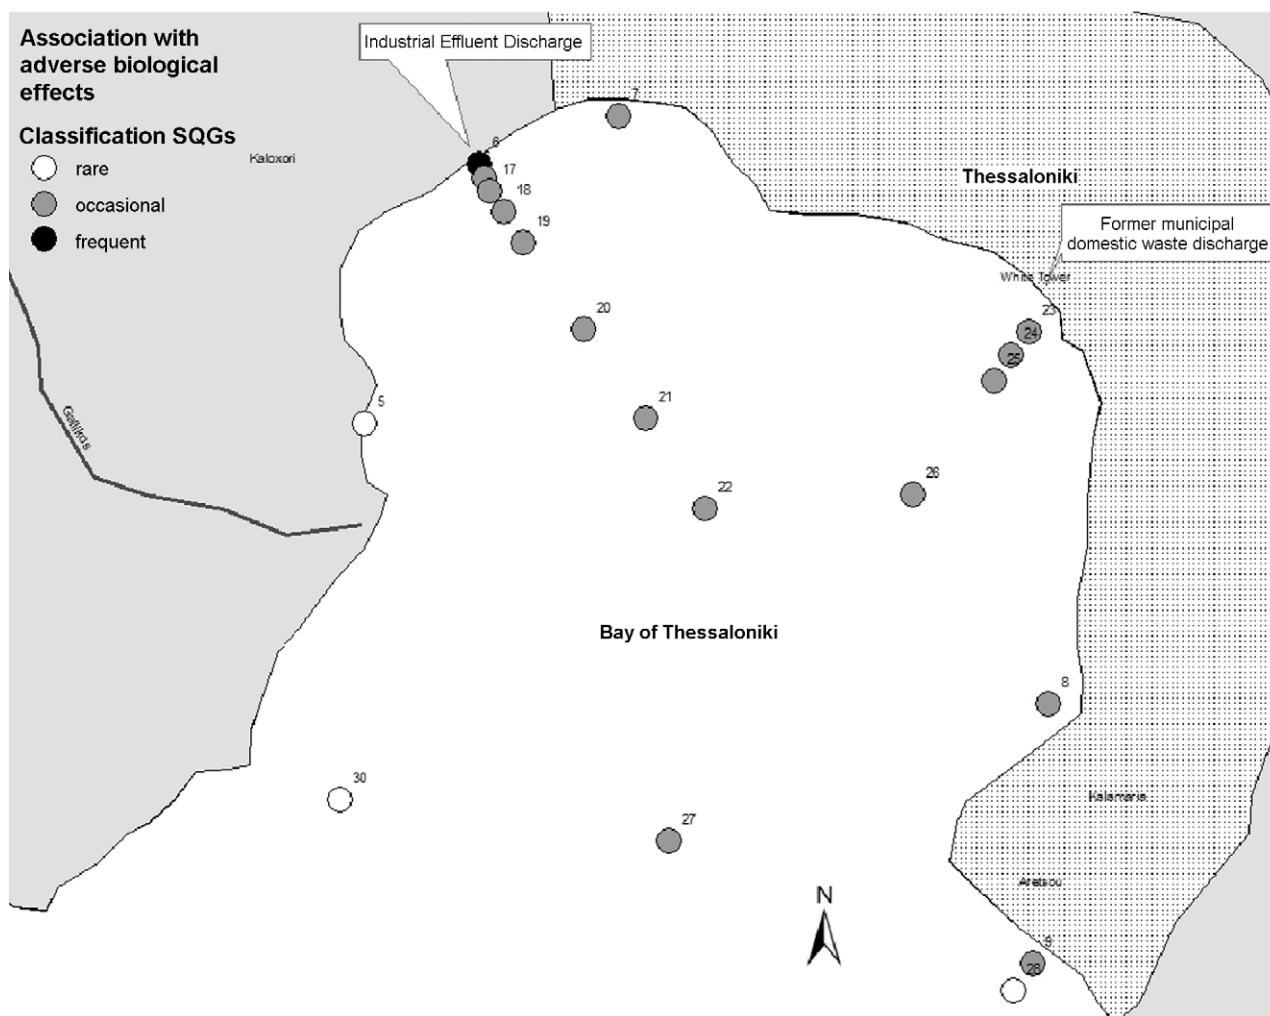 Association with
adverse biological
effects
Classification SQGs
rare
occasional
frequent
Industrial Effluent Discharge
Kaloxori
Thessaloniki
Former municipal
domestic waste discharge
White Tower
7
6
17
18
19
20
21
22
23
24
25
26
5
Gallikos
Bay of Thessaloniki
8
30
27
Kalamaria
Aretsou
N
9
28